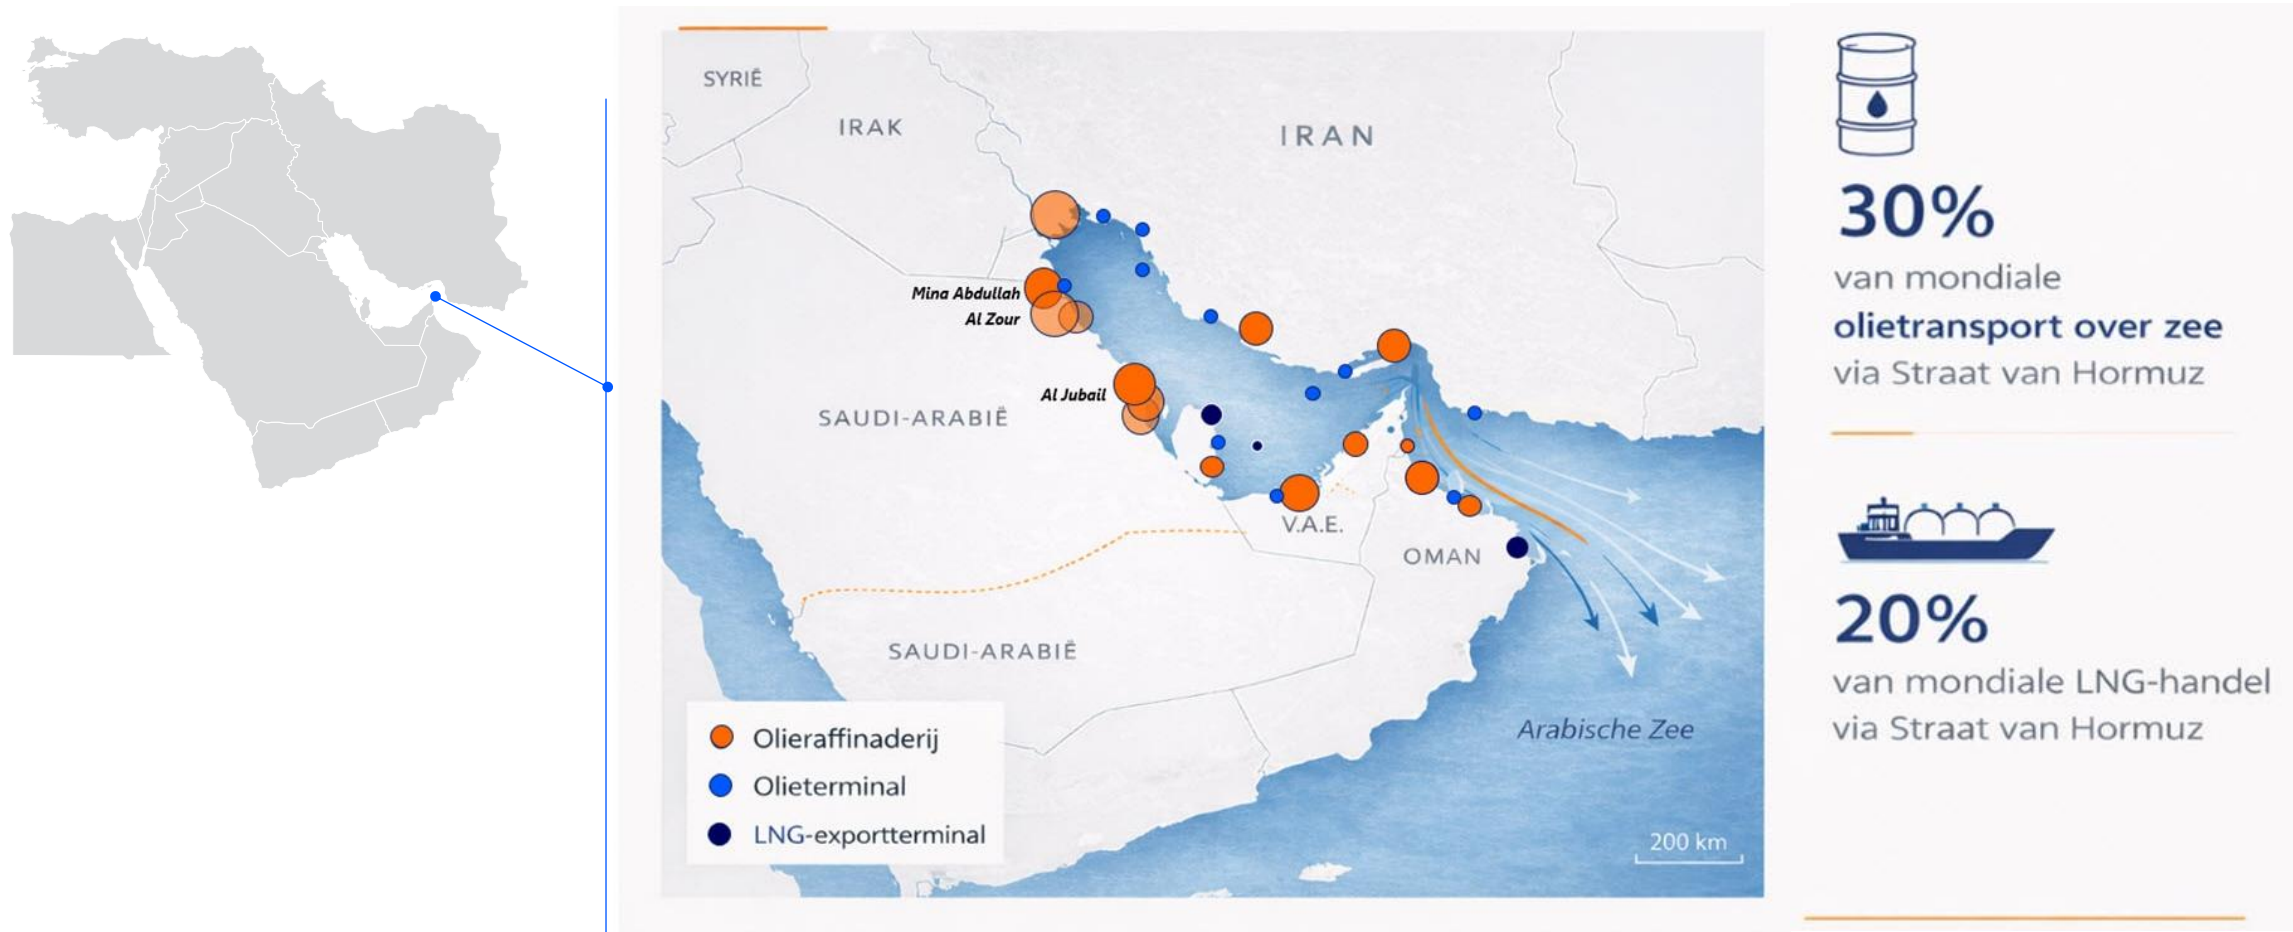 SYRIË
IRAK
IRAN
Mina Abdullah
Al Zour
Al Jubail
SAUDI-ARABIË
V.A.E.
OMAN
SAUDI-ARABIË
Arabische Zee
Olieraffinaderij
Olieterminal
LNG-exportterminal
200 km
30%
van mondiale
olietransport over zee
via Straat van Hormuz
20%
van mondiale LNG-handel
via Straat van Hormuz